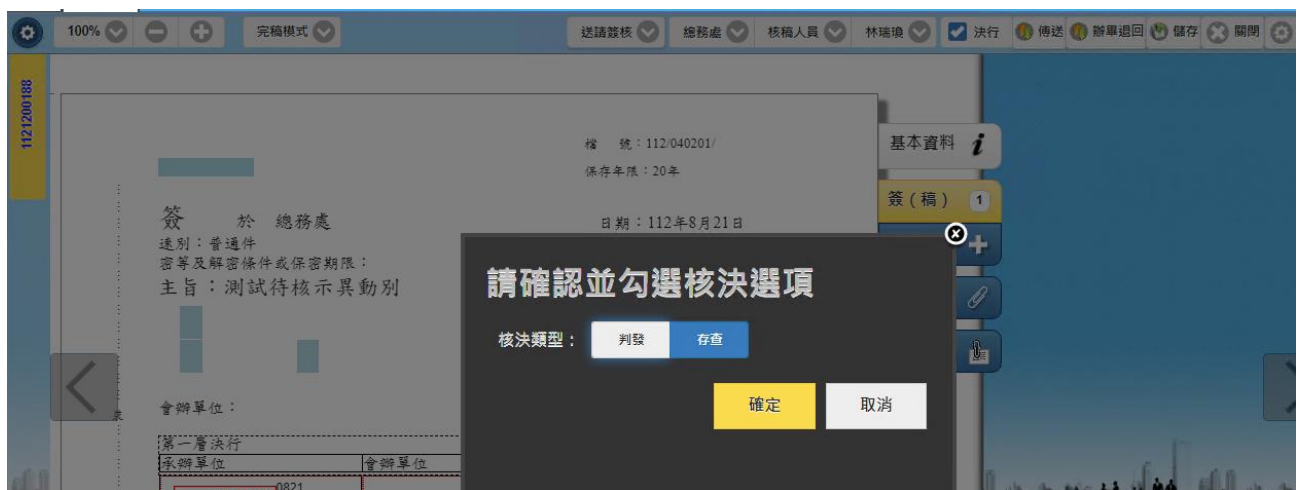 100% 完稿模式 送請簽核 總務處 核稿人員 林瑞境 決行 傳送 辦畢退回 儲存 關閉
1121200188
檔 號：112/040201/
保存年限：20年
基本資料
簽（稿） 1
簽 於 總務處
日期：112年8月21日
速別：普通件
密等及解密條件或保密期限：
主旨：測試待核示異動別
請確認並勾選核決選項
核決類型： 判發 存查
確定 取消
會辦單位：
第一層決行
承辦單位 會辦單位
0821